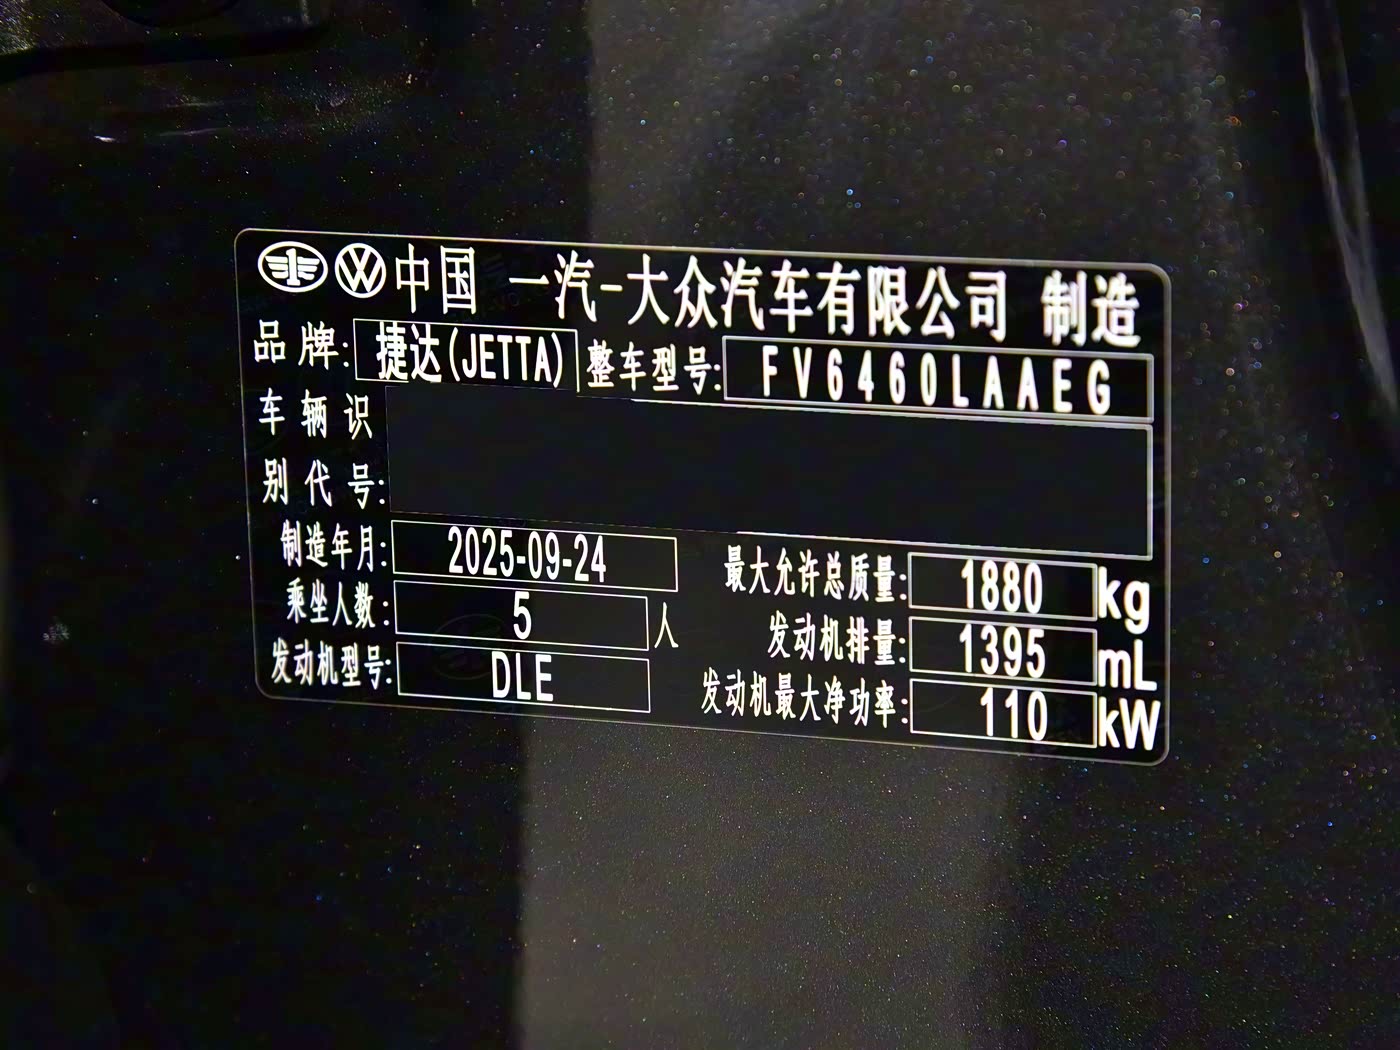 中国 一汽-大众汽车有限公司 制造
品牌: 捷达(JETTA) 整车型号: FV6460LAAEG
车辆识
别代号:
制造年月: 2025-09-24 最大允许总质量: 1880 kg
乘坐人数: 5 人 发动机排量: 1395 mL
发动机型号: DLE 发动机最大净功率: 110 kW